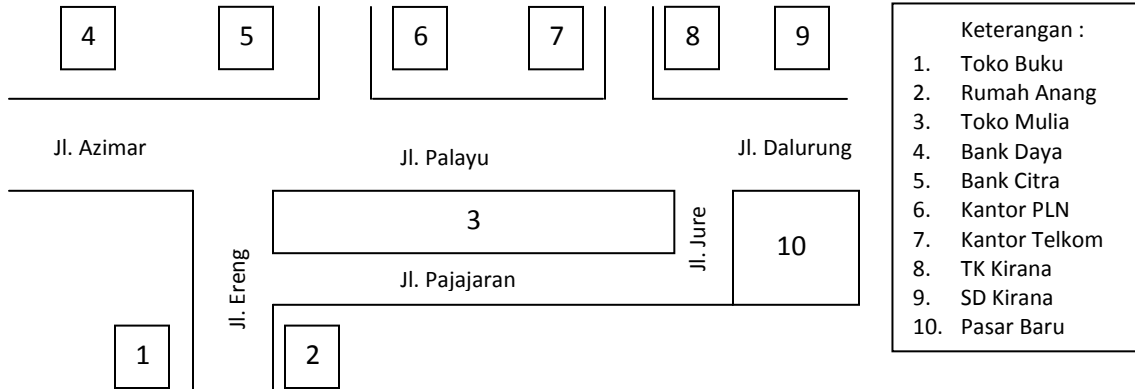 4 5 6 7 8 9
Jl. Azimar Jl. Palayu Jl. Dalurung
3
Jl. Jure
10
Jl. Ereng
Jl. Pajajaran
1 2
Keterangan :
1. Toko Buku
2. Rumah Anang
3. Toko Mulia
4. Bank Daya
5. Bank Citra
6. Kantor PLN
7. Kantor Telkom
8. TK Kirana
9. SD Kirana
10. Pasar Baru